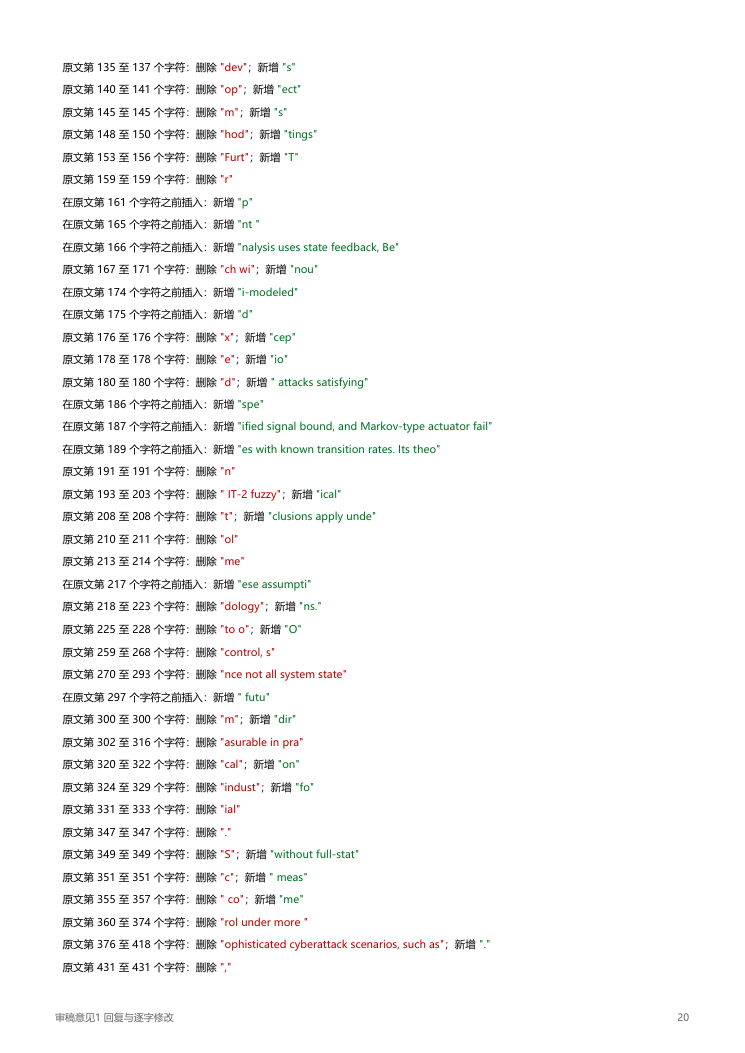 原文第 135 至 137 个字符：删除 "dev"；新增 "s"
原文第 140 至 141 个字符：删除 "op"；新增 "ect"
原文第 145 至 145 个字符：删除 "m"；新增 "s"
原文第 148 至 150 个字符：删除 "hod"；新增 "tings"
原文第 153 至 156 个字符：删除 "Furt"；新增 "T"
原文第 159 至 159 个字符：删除 "r"
在原文第 161 个字符之前插入：新增 "p"
在原文第 165 个字符之前插入：新增 "nt "
在原文第 166 个字符之前插入：新增 "nalysis uses state feedback, Be"
原文第 167 至 171 个字符：删除 "ch wi"；新增 "nou"
在原文第 174 个字符之前插入：新增 "i-modeled"
在原文第 175 个字符之前插入：新增 "d"
原文第 176 至 176 个字符：删除 "x"；新增 "cep"
原文第 178 至 178 个字符：删除 "e"；新增 "io"
原文第 180 至 180 个字符：删除 "d"；新增 " attacks satisfying"
在原文第 186 个字符之前插入：新增 "spe"
在原文第 187 个字符之前插入：新增 "ified signal bound, and Markov-type actuator fail"
在原文第 189 个字符之前插入：新增 "es with known transition rates. Its theo"
原文第 191 至 191 个字符：删除 "n"
原文第 193 至 203 个字符：删除 " IT-2 fuzzy"；新增 "ical"
原文第 208 至 208 个字符：删除 "t"；新增 "clusions apply unde"
原文第 210 至 211 个字符：删除 "ol"
原文第 213 至 214 个字符：删除 "me"
在原文第 217 个字符之前插入：新增 "ese assumpti"
原文第 218 至 223 个字符：删除 "dology"；新增 "ns."
原文第 225 至 228 个字符：删除 "to o"；新增 "O"
原文第 259 至 268 个字符：删除 "control, s"
原文第 270 至 293 个字符：删除 "nce not all system state"
在原文第 297 个字符之前插入：新增 " futu"
原文第 300 至 300 个字符：删除 "m"；新增 "dir"
原文第 302 至 316 个字符：删除 "asurable in pra"
原文第 320 至 322 个字符：删除 "cal"；新增 "on"
原文第 324 至 329 个字符：删除 "indust"；新增 "fo"
原文第 331 至 333 个字符：删除 "ial"
原文第 347 至 347 个字符：删除 "."
原文第 349 至 349 个字符：删除 "S"；新增 "without full-stat"
原文第 351 至 351 个字符：删除 "c"；新增 " meas"
原文第 355 至 357 个字符：删除 " co"；新增 "me"
原文第 360 至 374 个字符：删除 "rol under more "
原文第 376 至 418 个字符：删除 "ophisticated cyberattack scenarios, such as"；新增 "."
原文第 431 至 431 个字符：删除 ","
审稿意见1 回复与逐字修改
20